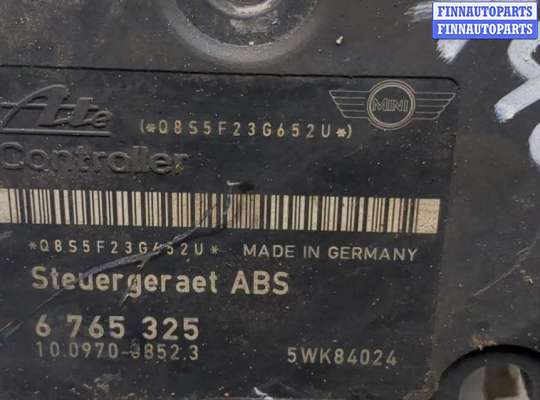 FINNAUTOPARTS
FINNAUTOPARTS
Ate
(*Q8S5F23G652U*)
MINI
Controller
*Q8S5F23G652U*
MADE IN GERMANY
Steuergeraet ABS
6 765 325
10.0970-0852.3
5WK84024